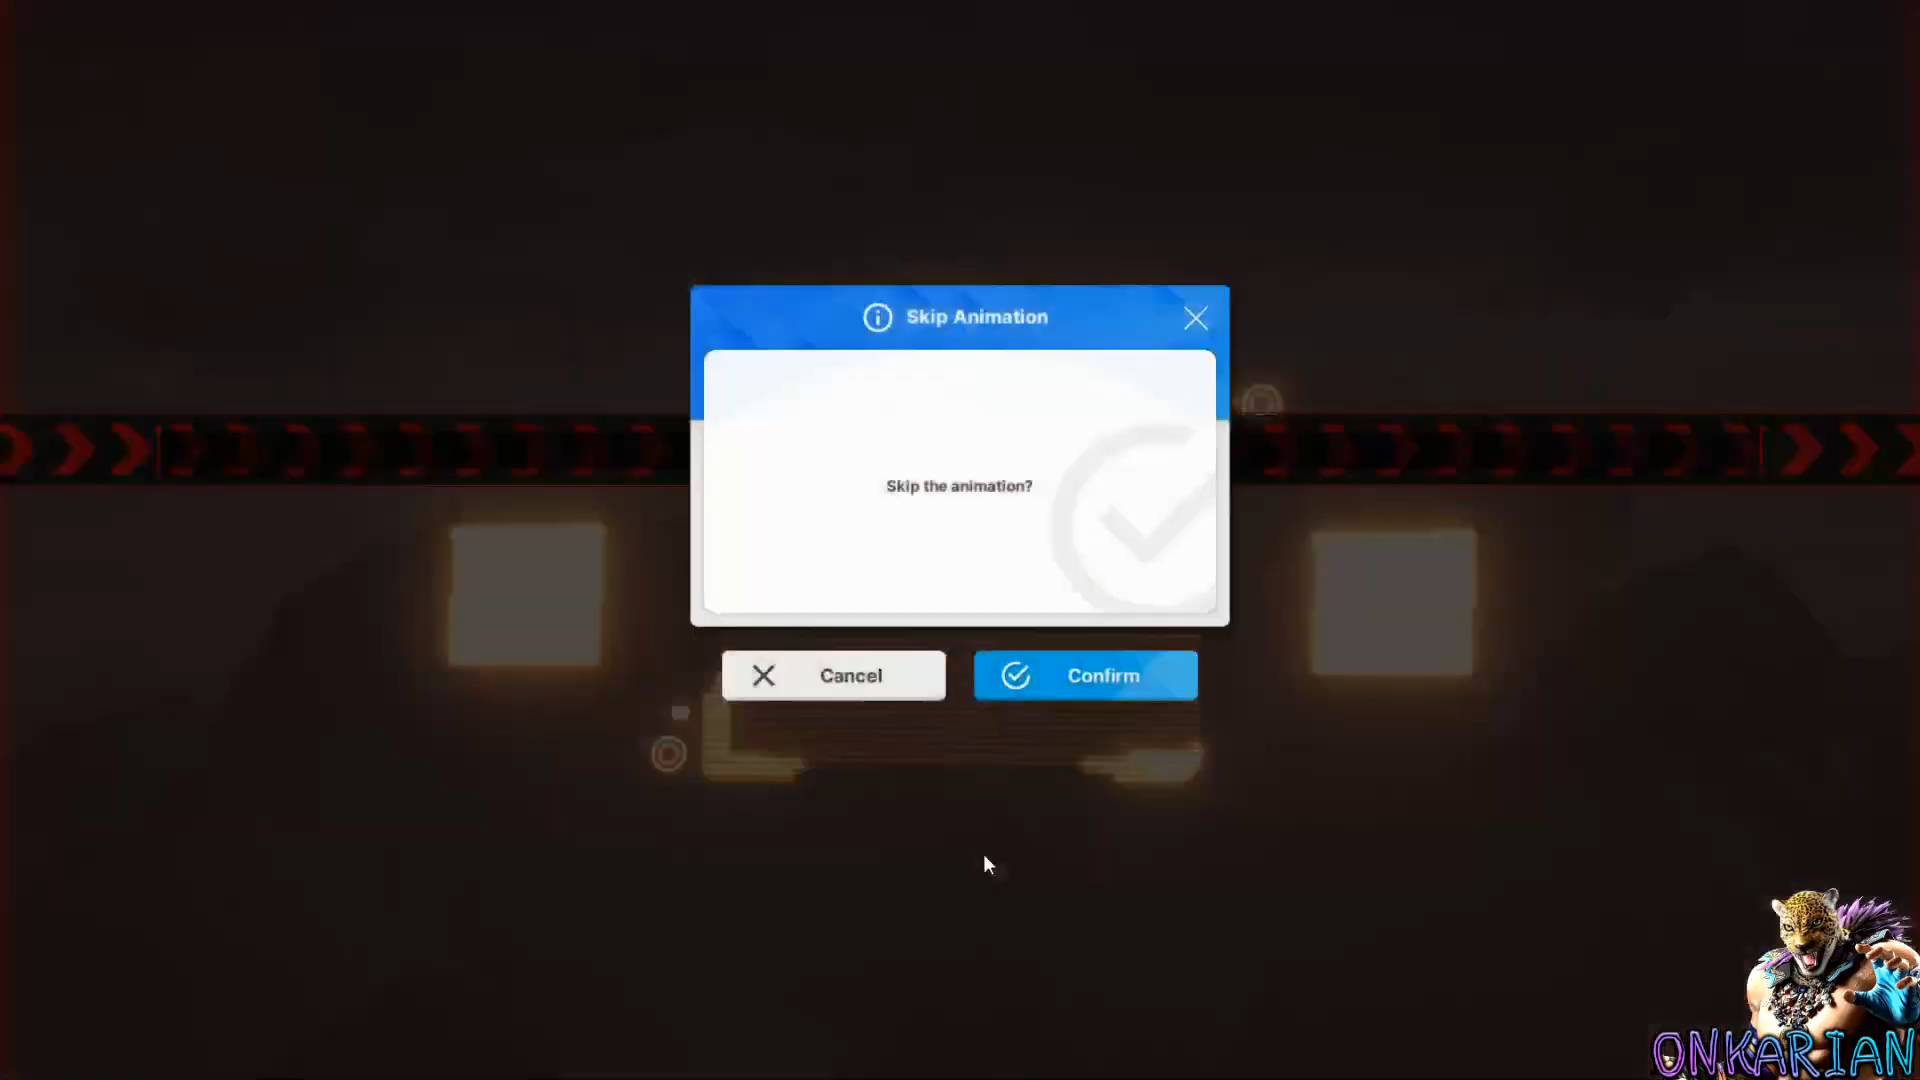 Skip Animation
Skip the animation?
Cancel
Confirm
ONKARIAN